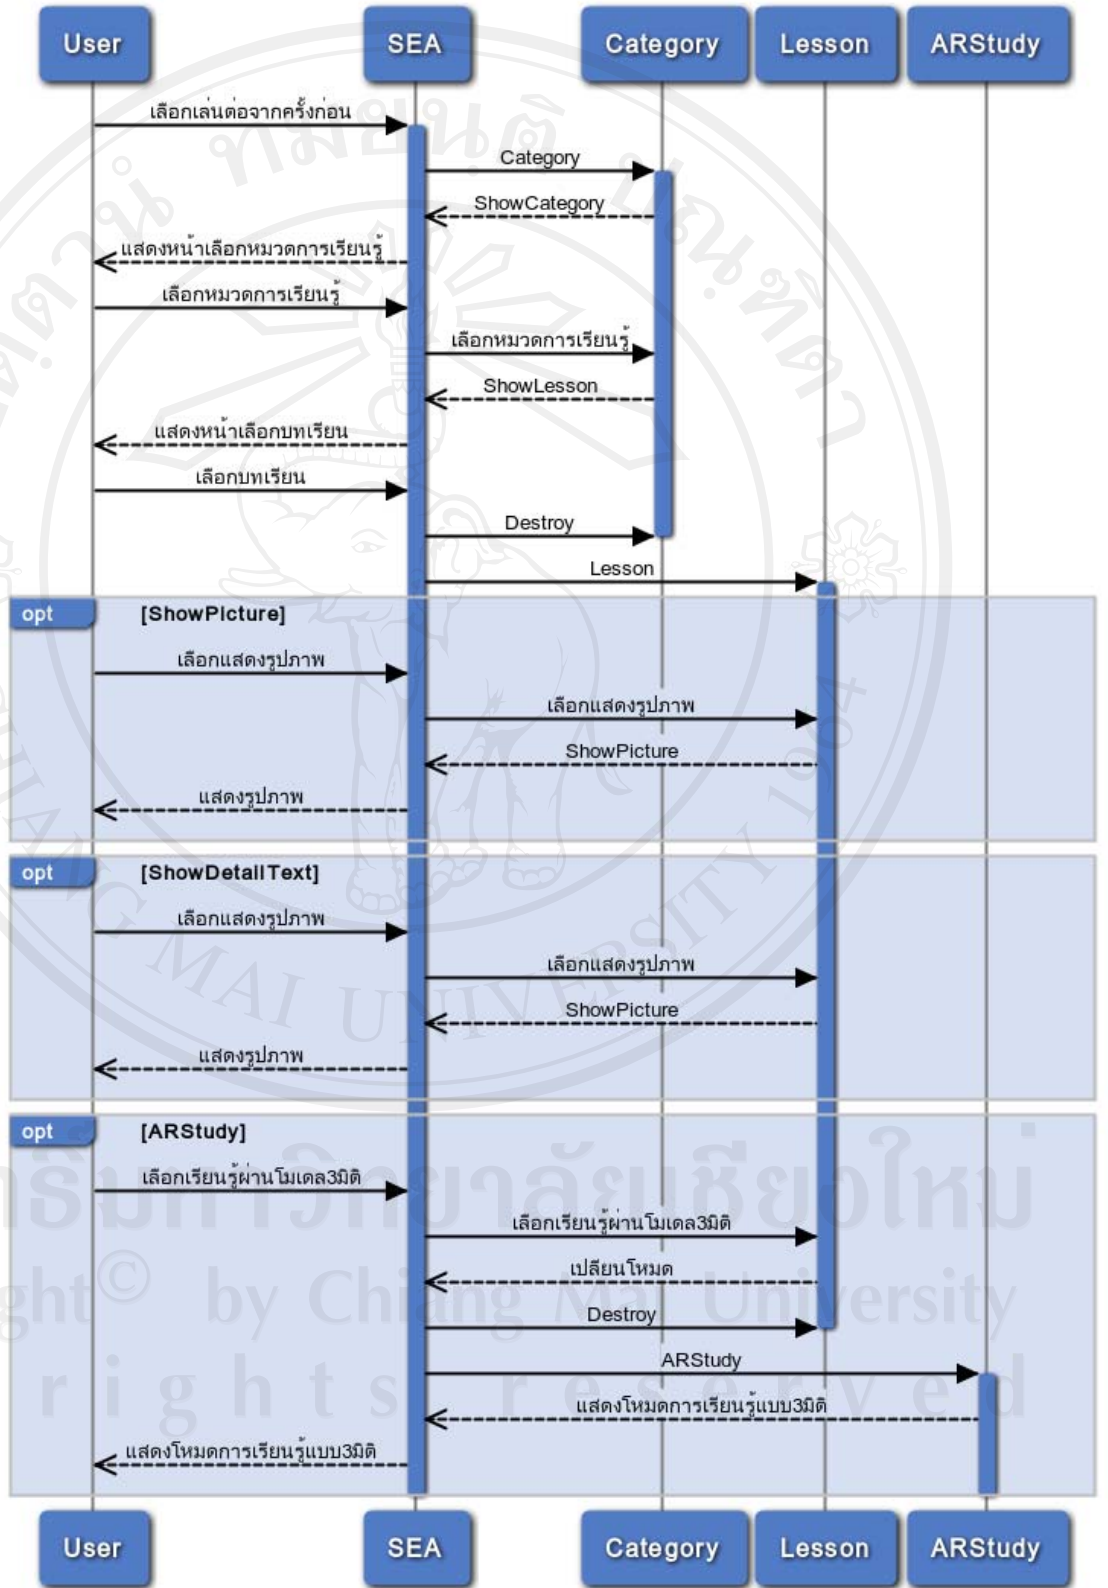 User SEA Category Lesson ARStudy
เลือกเล่นต่อจากครั้งก่อน
Category
ShowCategory
แสดงหน้าเลือกหมวดการเรียนรู้
เลือกหมวดการเรียนรู้
เลือกหมวดการเรียนรู้
ShowLesson
แสดงหน้าเลือกบทเรียน
เลือกบทเรียน
Destroy
Lesson
opt [ShowPicture]
เลือกแสดงรูปภาพ
เลือกแสดงรูปภาพ
ShowPicture
แสดงรูปภาพ
opt [ShowDetailText]
เลือกแสดงรูปภาพ
เลือกแสดงรูปภาพ
ShowPicture
แสดงรูปภาพ
opt [ARStudy]
เลือกเรียนรู้ผ่านโมเดล3มิติ
เลือกเรียนรู้ผ่านโมเดล3มิติ
เปลี่ยนโหมด
Destroy
ARStudy
แสดงโหมดการเรียนรู้แบบ3มิติ
แสดงโหมดการเรียนรู้แบบ3มิติ
User SEA Category Lesson ARStudy
MAI UNIVERSITY 1964
by Chiang Mai University
rights reserved